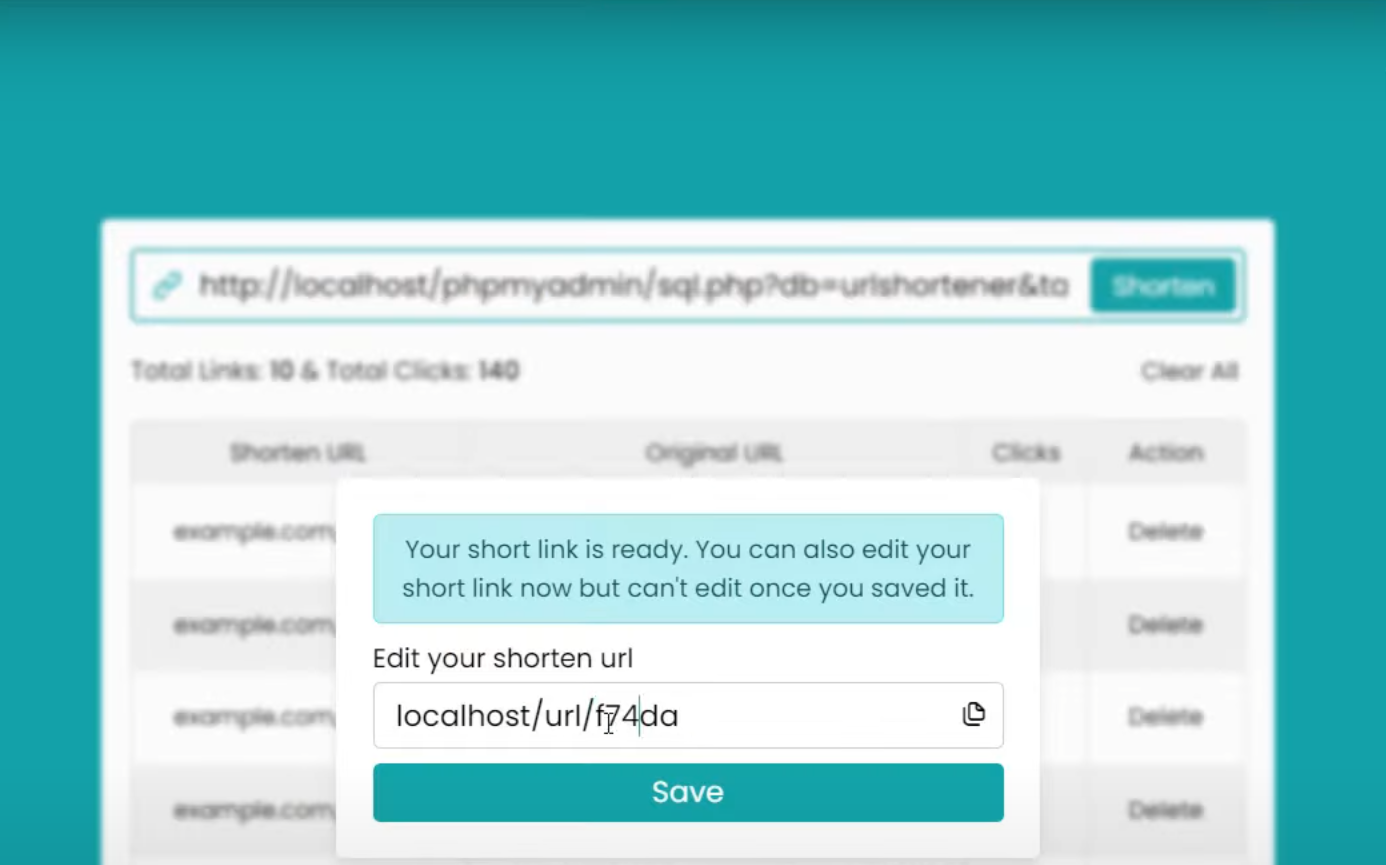 http://localhost/phpmyadmin/sql.php?db=urlshortener&ta
Shorten
Total Links: 10 & Total Clicks: 140
Clear All
Shorten URL Original URL Clicks Action
example.com Delete
Your short link is ready. You can also edit your
short link now but can't edit once you saved it.
example.com Delete
Edit your shorten url
localhost/url/f74da
example.com Delete
Save
example.com Delete